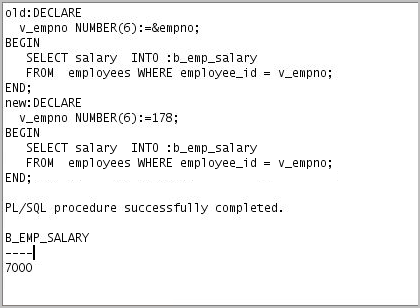 old:DECLARE
  v_empno NUMBER(6):=&empno;
BEGIN
   SELECT salary  INTO :b_emp_salary
   FROM  employees WHERE employee_id = v_empno;
END;
new:DECLARE
  v_empno NUMBER(6):=178;
BEGIN
   SELECT salary  INTO :b_emp_salary
   FROM  employees WHERE employee_id = v_empno;
END;
PL/SQL procedure successfully completed.
B_EMP_SALARY
----
7000